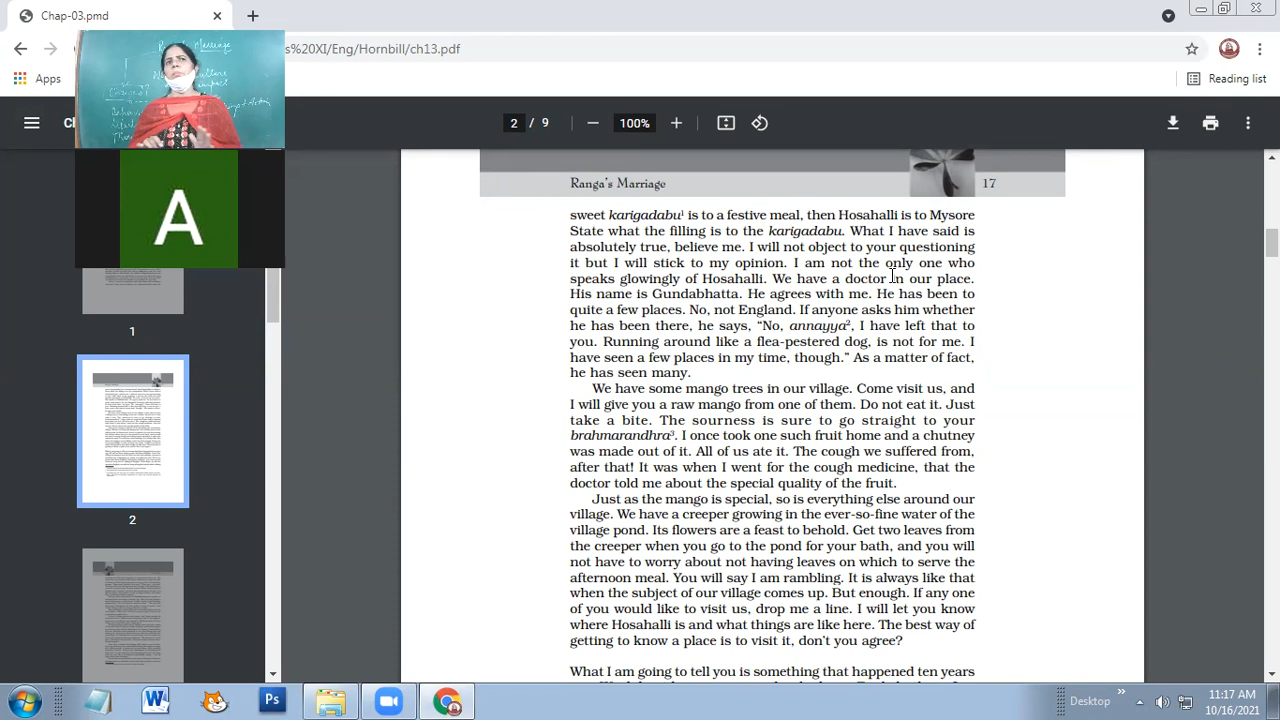 Chap-03.pmd
s%20XI/Eng/Hornbill/ch13.pdf
Apps
Reading list
Ranga's Marriage
A
Ch
2 / 9
100%
Ranga's Marriage 17
sweet karigadabu¹ is to a festive meal, then Hosahalli is to Mysore
State what the filling is to the karigadabu. What I have said is
absolutely true, believe me. I will not object to your questioning
it but I will stick to my opinion. I am not the only one who
speaks glowingly of Hosahalli. We have a doctor in our place.
His name is Gundabhatta. He agrees with me. He has been to
quite a few places. No, not England. If anyone asks him whether
he has been there, he says, “No, annayya², I have left that to
you. Running around like a flea-pestered dog, is not for me. I
have seen a few places in my time, though.” As a matter of fact,
he has seen many.
We have some mango trees in our village. Come visit us, and
I will give you a raw mango from one of them. Do not eat it. Just
take a bite. The sourness is sure to go straight to your
brahmarandhra³. I once took one such fruit home and a chutney
was made out of it. All of us ate it. The cough we suffered from,
after that! It was when I went for the cough medicine, that the
doctor told me about the special quality of the fruit.
Just as the mango is special, so is everything else around our
village. We have a creeper growing in the ever-so-fine water of the
village pond. Its flowers are a feast to behold. Get two leaves from
the creeper when you go to the pond for your bath, and you will
not have to worry about not having leaves on which to serve the
afternoon meal. You will say I am rambling. It is always like that
when the subject of our village comes up. But enough. If any one
of you would like to visit us, drop me a line. I will let you know
where Hosahalli is and what things are like here. The best way of
getting to know a place is to visit it, don't you agree?
What I am going to tell you is something that happened ten years
1
2
Ps
Desktop
11:17 AM
10/16/2021